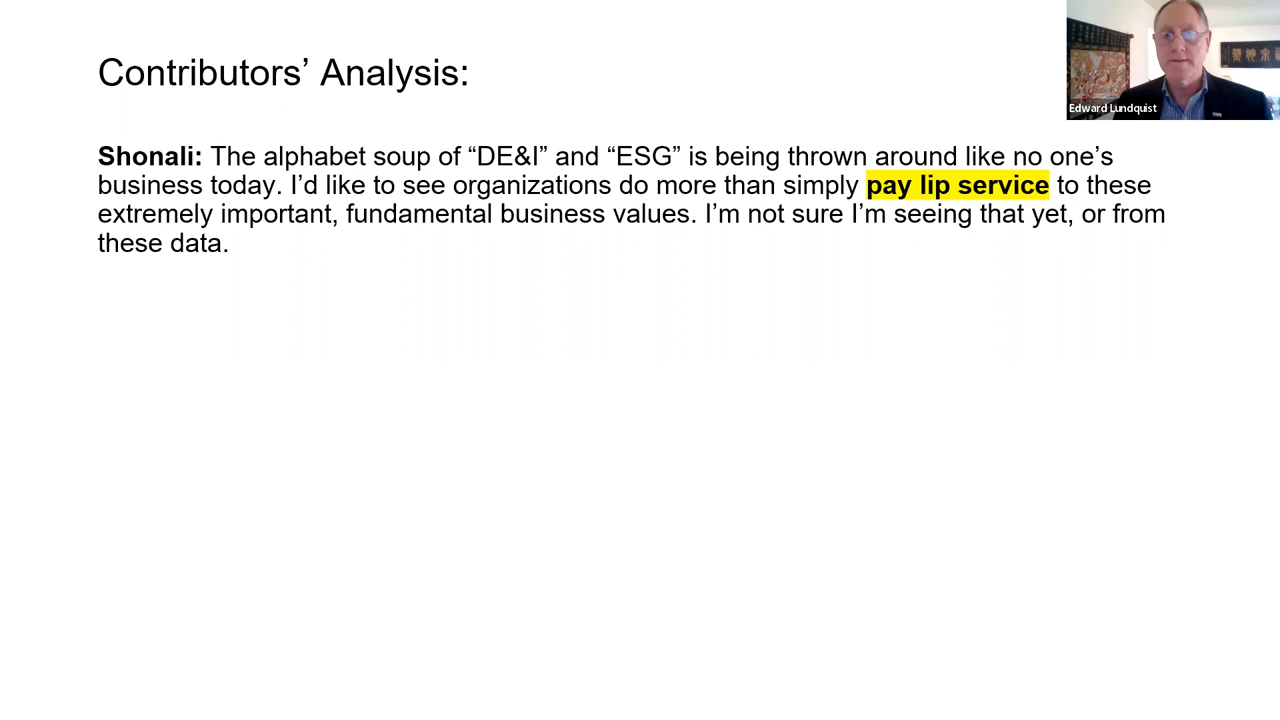 Contributors’ Analysis:
Edward Lundquist
Shonali: The alphabet soup of “DE&I” and “ESG” is being thrown around like no one’s
business today. I’d like to see organizations do more than simply pay lip service to these
extremely important, fundamental business values. I’m not sure I’m seeing that yet, or from
these data.